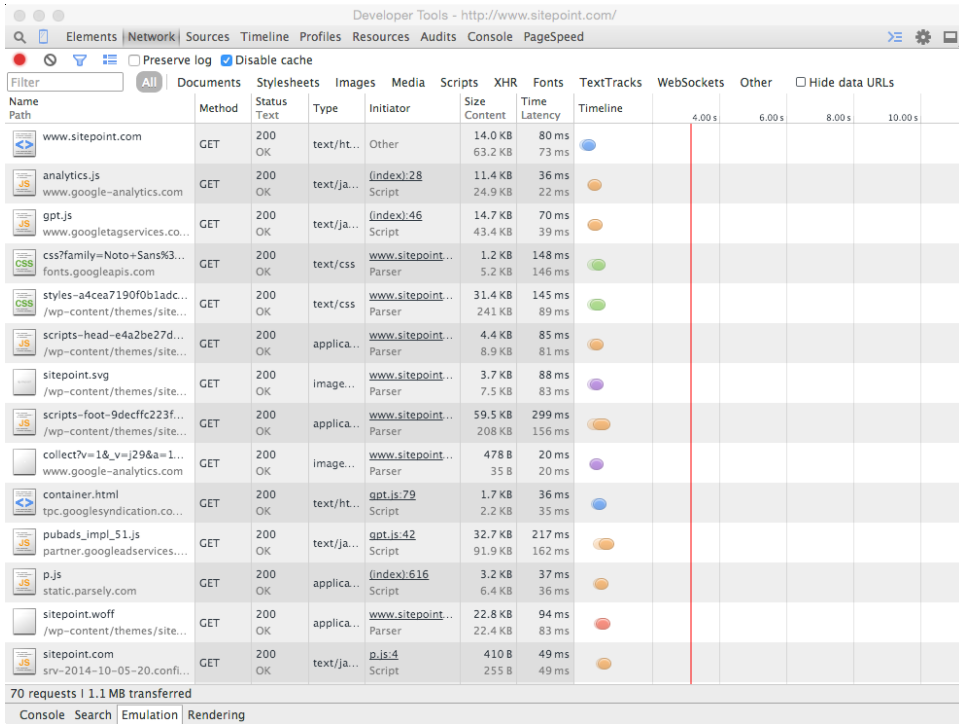 Developer Tools - http://www.sitepoint.com/
Elements Network Sources Timeline Profiles Resources Audits Console PageSpeed
Preserve log Disable cache
Filter All Documents Stylesheets Images Media Scripts XHR Fonts TextTracks WebSockets Other Hide data URLs
Name Method Status Type Initiator Size Time Timeline
Path Text Content Latency 4.00 s 6.00 s 8.00 s 10.00 s
www.sitepoint.com GET 200 text/ht... Other 14.0 KB 80 ms
OK 63.2 KB 73 ms
analytics.js GET 200 text/ja... (index):28 11.4 KB 36 ms
www.google-analytics.com OK Script 24.9 KB 22 ms
gpt.js GET 200 text/ja... (index):46 14.7 KB 70 ms
www.googletagservices.co... OK Script 43.4 KB 39 ms
css?family=Noto+Sans%3... GET 200 text/css www.sitepoint... 1.2 KB 148 ms
fonts.googleapis.com OK Parser 5.2 KB 146 ms
styles-a4cea7190f0b1adc... GET 200 text/css www.sitepoint... 31.4 KB 145 ms
/wp-content/themes/site... OK Parser 241 KB 89 ms
scripts-head-e4a2be27d... GET 200 applica... www.sitepoint... 4.4 KB 85 ms
/wp-content/themes/site... OK Parser 8.9 KB 81 ms
sitepoint.svg GET 200 image... www.sitepoint... 3.7 KB 88 ms
/wp-content/themes/site... OK Parser 7.5 KB 83 ms
scripts-foot-9decffc223f... GET 200 applica... www.sitepoint... 59.5 KB 299 ms
/wp-content/themes/site... OK Parser 208 KB 156 ms
collect?v=1&_v=j29&a=1... GET 200 image... www.sitepoint... 478 B 20 ms
www.google-analytics.com OK Parser 35 B 20 ms
container.html GET 200 text/ht... gpt.js:79 1.7 KB 36 ms
tpc.googlesyndication.co... OK Script 2.2 KB 35 ms
pubads_impl_51.js GET 200 text/ja... gpt.js:42 32.7 KB 217 ms
partner.googleadservices.... OK Script 91.9 KB 162 ms
p.js GET 200 applica... (index):616 3.2 KB 37 ms
static.parsely.com OK Script 6.4 KB 36 ms
sitepoint.woff GET 200 applica... www.sitepoint... 22.8 KB 94 ms
/wp-content/themes/site... OK Parser 22.4 KB 83 ms
sitepoint.com GET 200 text/ja... p.js:4 410 B 49 ms
srv-2014-10-05-20.confi... OK Script 255 B 49 ms
70 requests | 1.1 MB transferred
Console Search Emulation Rendering